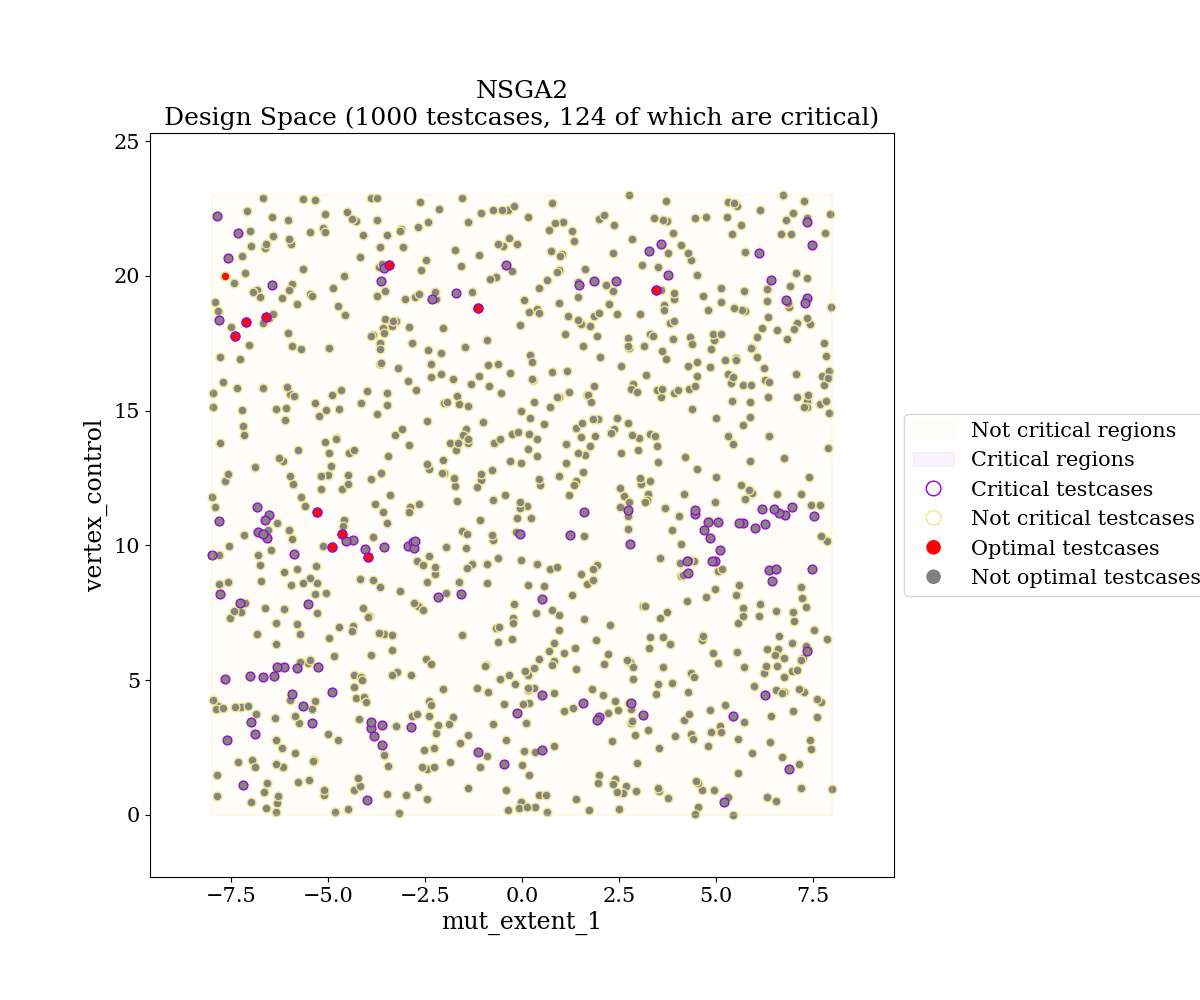 NSGA2
Design Space (1000 testcases, 124 of which are critical)
25
20
15
10
5
0
vertex_control
−7.5
−5.0
−2.5
0.0
2.5
5.0
7.5
mut_extent_1
Not critical regions
Critical regions
Critical testcases
Not critical testcases
Optimal testcases
Not optimal testcases